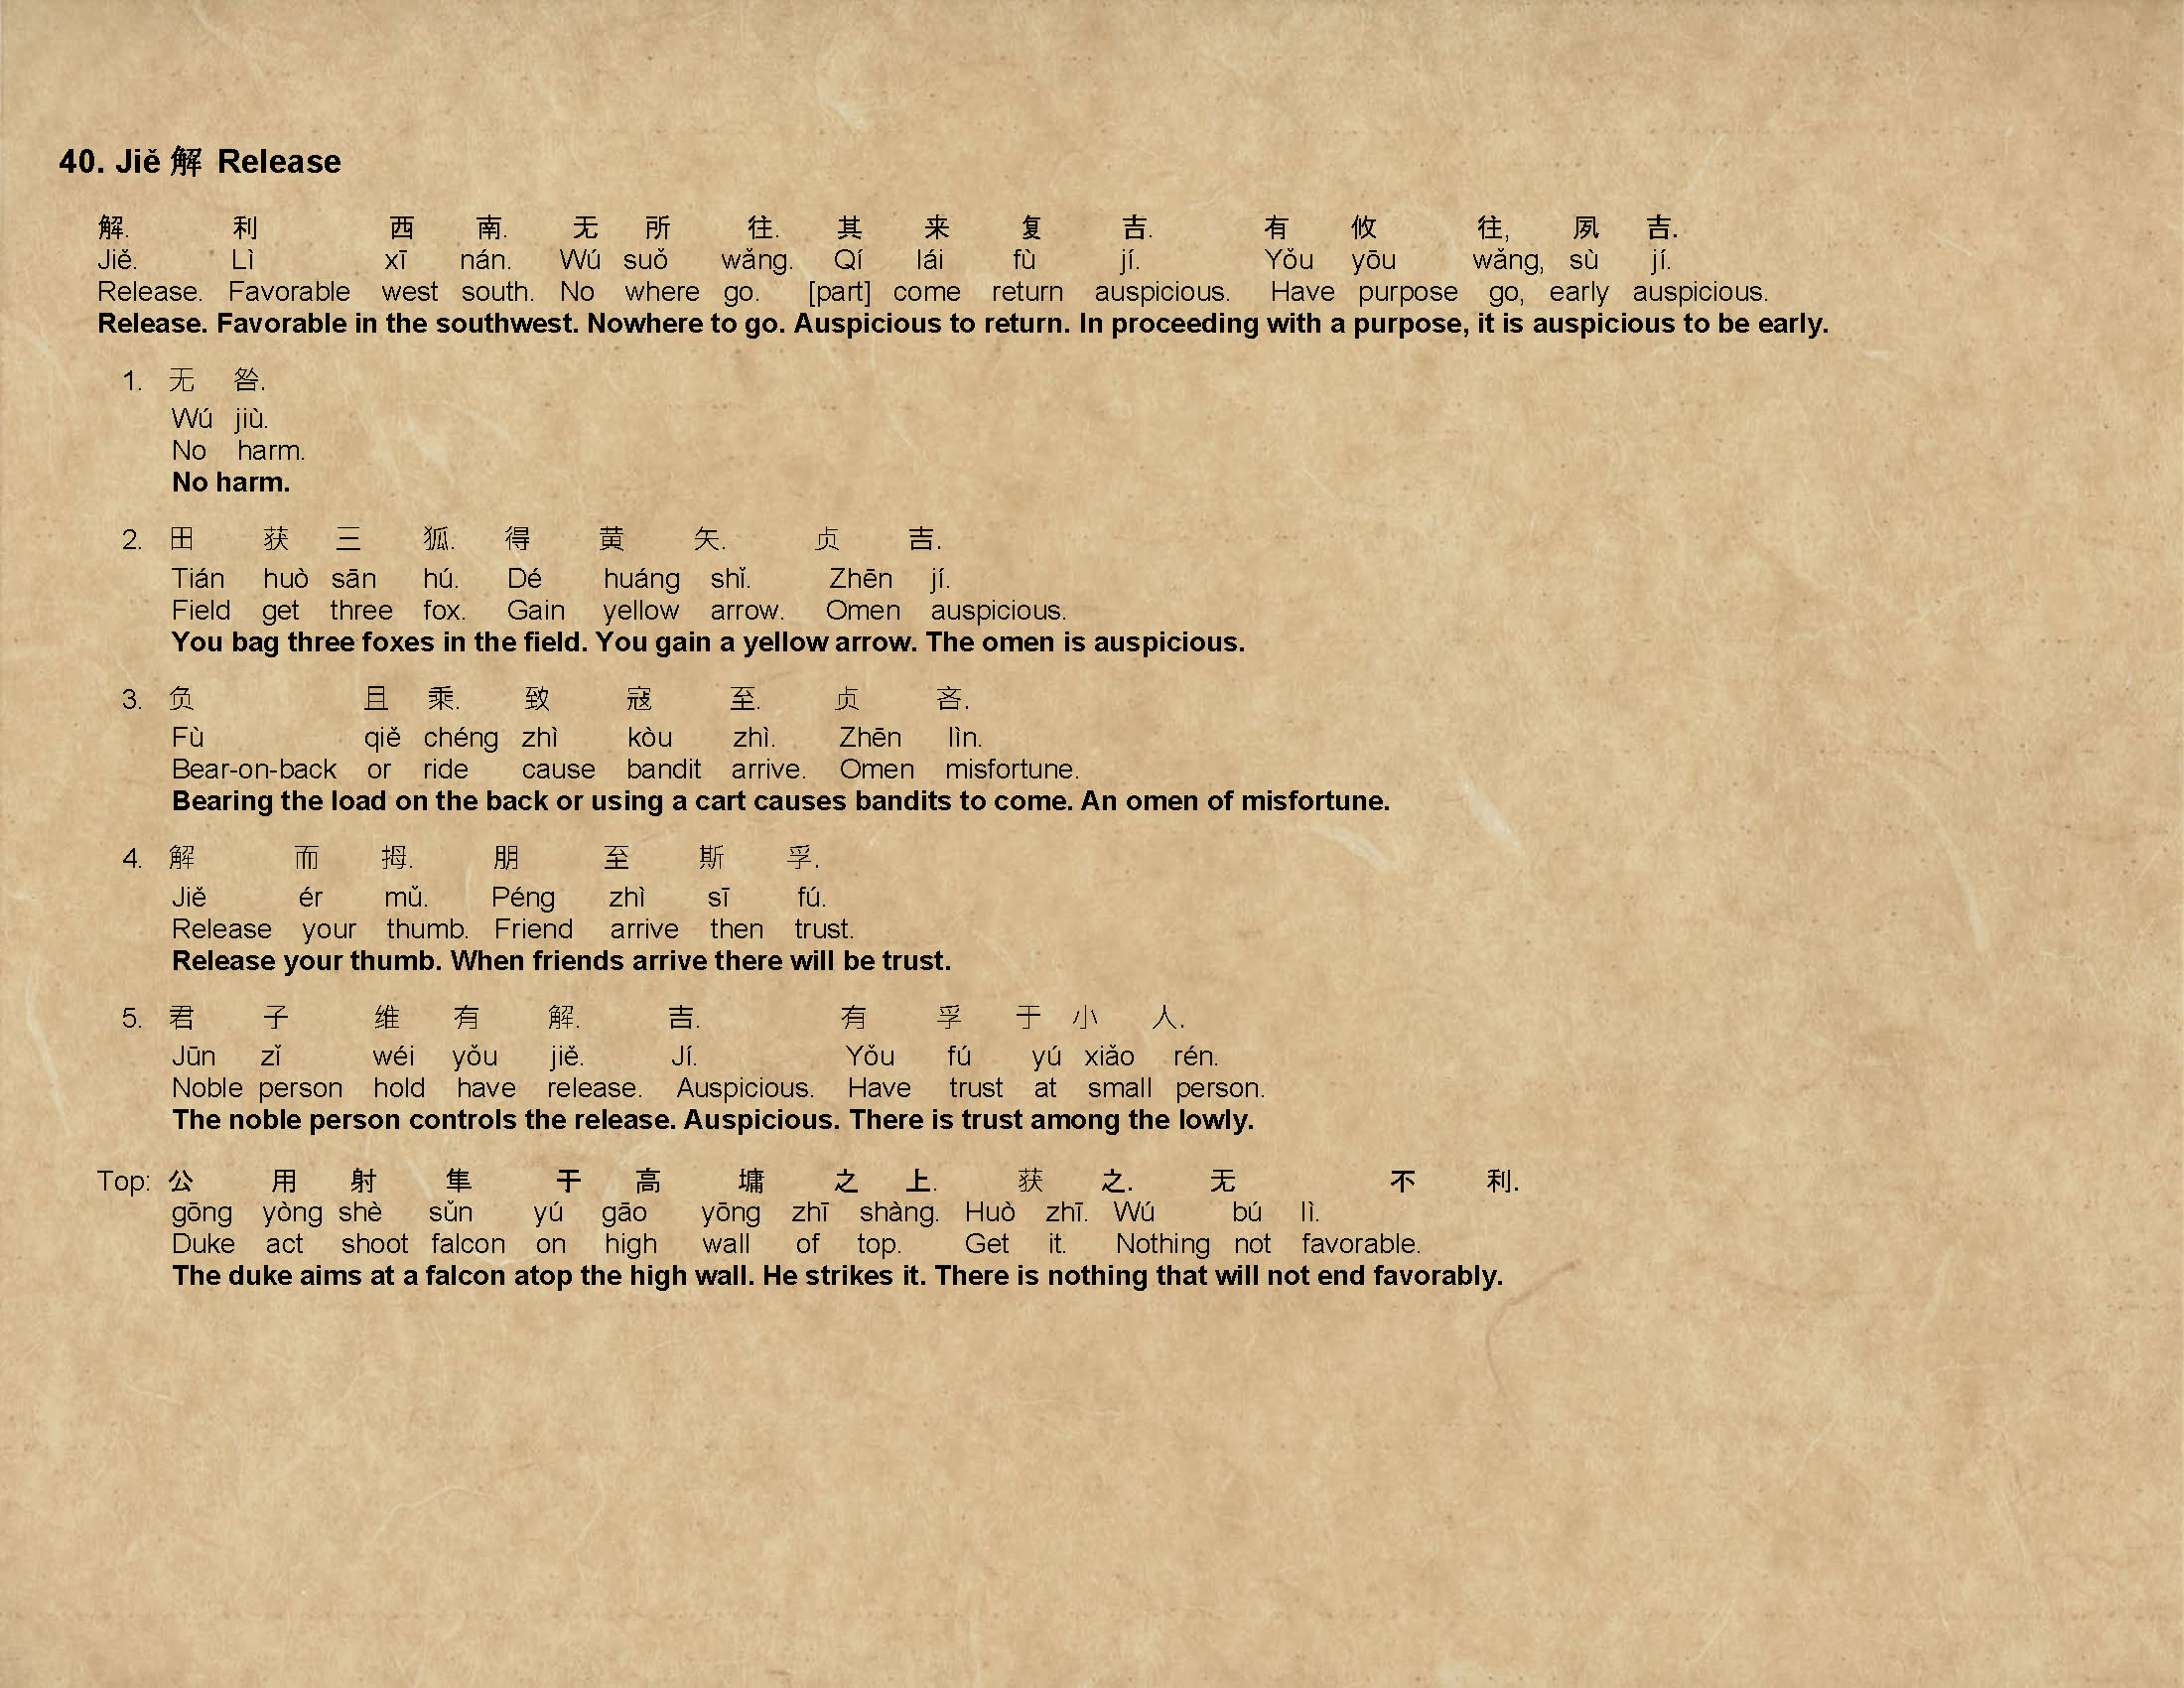 40. Jiě 解 Release
解. 利 西 南. 无 所 往. 其 来 复 吉. 有 攸 往, 夙 吉.
Jiě. Lì xī nán. Wú suǒ wǎng. Qí lái fù jí. Yǒu yōu wǎng, sù jí.
Release. Favorable west south. No where go. [part] come return auspicious. Have purpose go, early auspicious.
Release. Favorable in the southwest. Nowhere to go. Auspicious to return. In proceeding with a purpose, it is auspicious to be early.
1. 无 咎.
Wú jiù.
No harm.
No harm.
2. 田 获 三 狐. 得 黄 矢. 贞 吉.
Tián huò sān hú. Dé huáng shǐ. Zhēn jí.
Field get three fox. Gain yellow arrow. Omen auspicious.
You bag three foxes in the field. You gain a yellow arrow. The omen is auspicious.
3. 负 且 乘. 致 寇 至. 贞 吝.
Fù qiě chéng zhì kòu zhì. Zhēn lìn.
Bear-on-back or ride cause bandit arrive. Omen misfortune.
Bearing the load on the back or using a cart causes bandits to come. An omen of misfortune.
4. 解 而 拇. 朋 至 斯 孚.
Jiě ér mǔ. Péng zhì sī fú.
Release your thumb. Friend arrive then trust.
Release your thumb. When friends arrive there will be trust.
5. 君 子 维 有 解. 吉. 有 孚 于 小 人.
Jūn zǐ wéi yǒu jiě. Jí. Yǒu fú yú xiǎo rén.
Noble person hold have release. Auspicious. Have trust at small person.
The noble person controls the release. Auspicious. There is trust among the lowly.
Top: 公 用 射 隼 于 高 墉 之 上. 获 之. 无 不 利.
gōng yòng shè sǔn yú gāo yōng zhī shàng. Huò zhī. Wú bú lì.
Duke act shoot falcon on high wall of top. Get it. Nothing not favorable.
The duke aims at a falcon atop the high wall. He strikes it. There is nothing that will not end favorably.